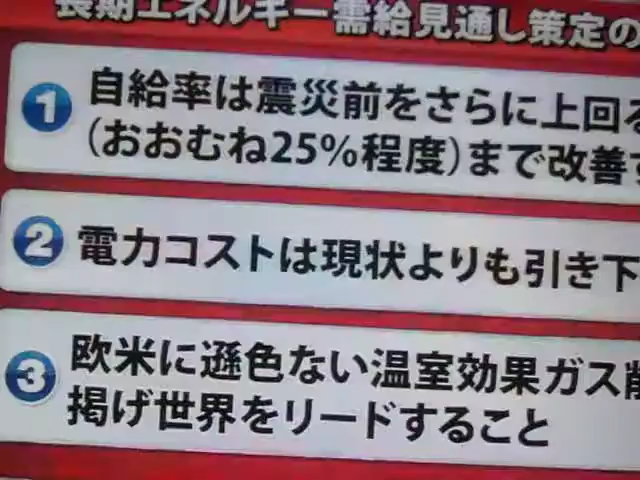 長期エネルギー需給見通し策定の
1 自給率は震災前をさらに上回る
(おおむね25%程度)まで改善す
2 電力コストは現状よりも引き下
3 欧米に遜色ない温室効果ガス削
掲げ世界をリードすること